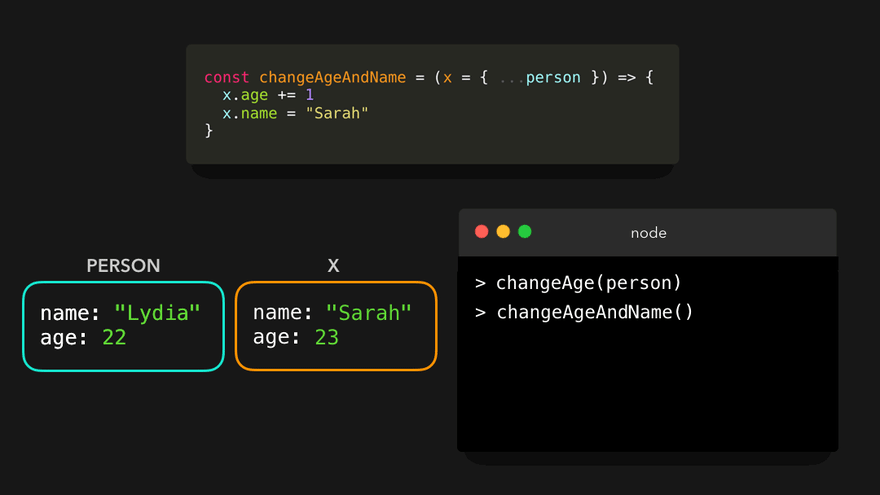 const changeAgeAndName = (x = { ...person }) => {
  x.age += 1
  x.name = "Sarah"
}
PERSON
name: "Lydia"
age: 22
X
name: "Sarah"
age: 23
node
> changeAge(person)
> changeAgeAndName()